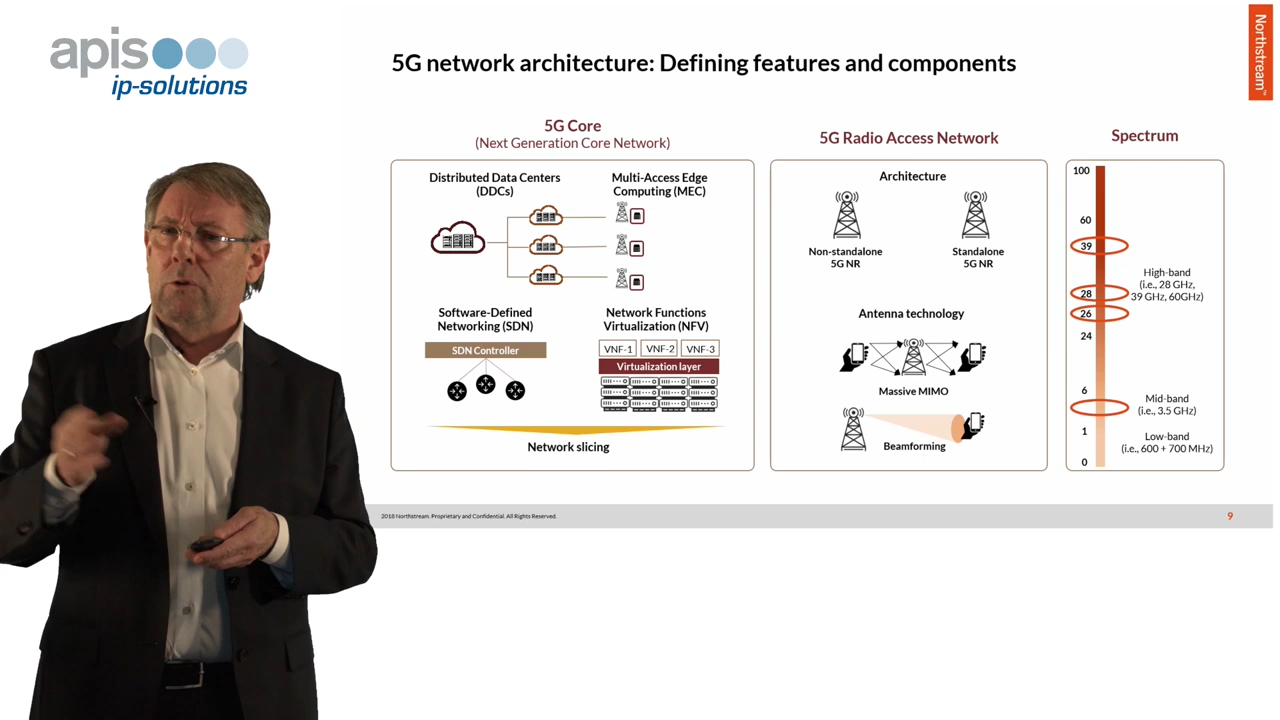 apis
ip-solutions
Northstream™
5G network architecture: Defining features and components
5G Core
(Next Generation Core Network)
Distributed Data Centers
(DDCs)
Multi-Access Edge
Computing (MEC)
Software-Defined
Networking (SDN)
SDN Controller
Network Functions
Virtualization (NFV)
VNF-1 VNF-2 VNF-3
Virtualization layer
Network slicing
5G Radio Access Network
Architecture
Non-standalone
5G NR
Standalone
5G NR
Antenna technology
Massive MIMO
Beamforming
Spectrum
100
60
39
28
26
24
6
1
0
High-band
(i.e., 28 GHz,
39 GHz, 60GHz)
Mid-band
(i.e., 3.5 GHz)
Low-band
(i.e., 600 + 700 MHz)
2018 Northstream. Proprietary and Confidential. All Rights Reserved.
9